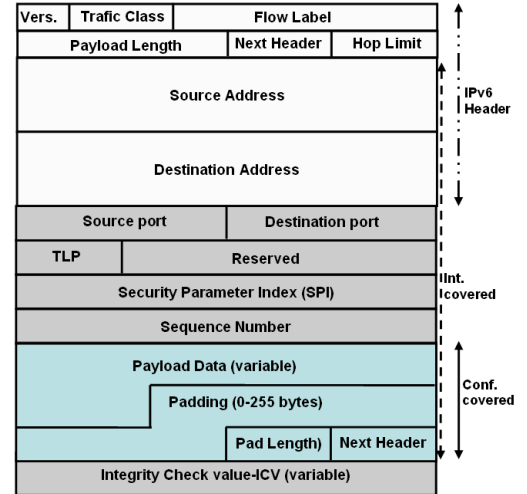 Vers. Trafic Class Flow Label
Payload Length Next Header Hop Limit
Source Address
IPv6
Header
Destination Address
Source port Destination port
TLP Reserved
Security Parameter Index (SPI)
Int.
covered
Sequence Number
Payload Data (variable)
Padding (0-255 bytes)
Conf.
covered
Pad Length) Next Header
Integrity Check value-ICV (variable)